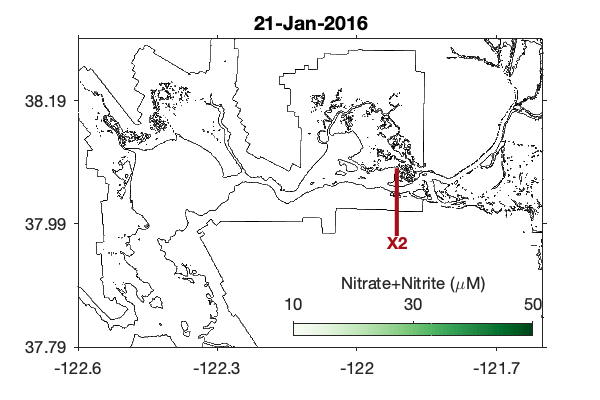 21-Jan-2016
38.19
37.99
37.79
X2
Nitrate+Nitrite (μM)
10 30 50
-122.6 -122.3 -122 -121.7